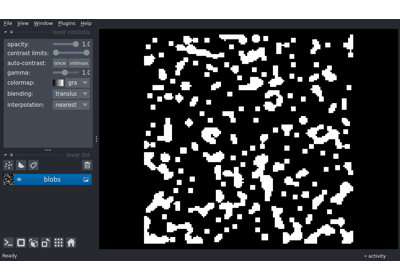 File View Window Plugins Help
layer controls
opacity: 1.0
contrast limits:
auto-contrast: once
gamma: 1.0
colormap: gra
blending: translu
interpolation: nearest
layer list
blobs
Ready activity